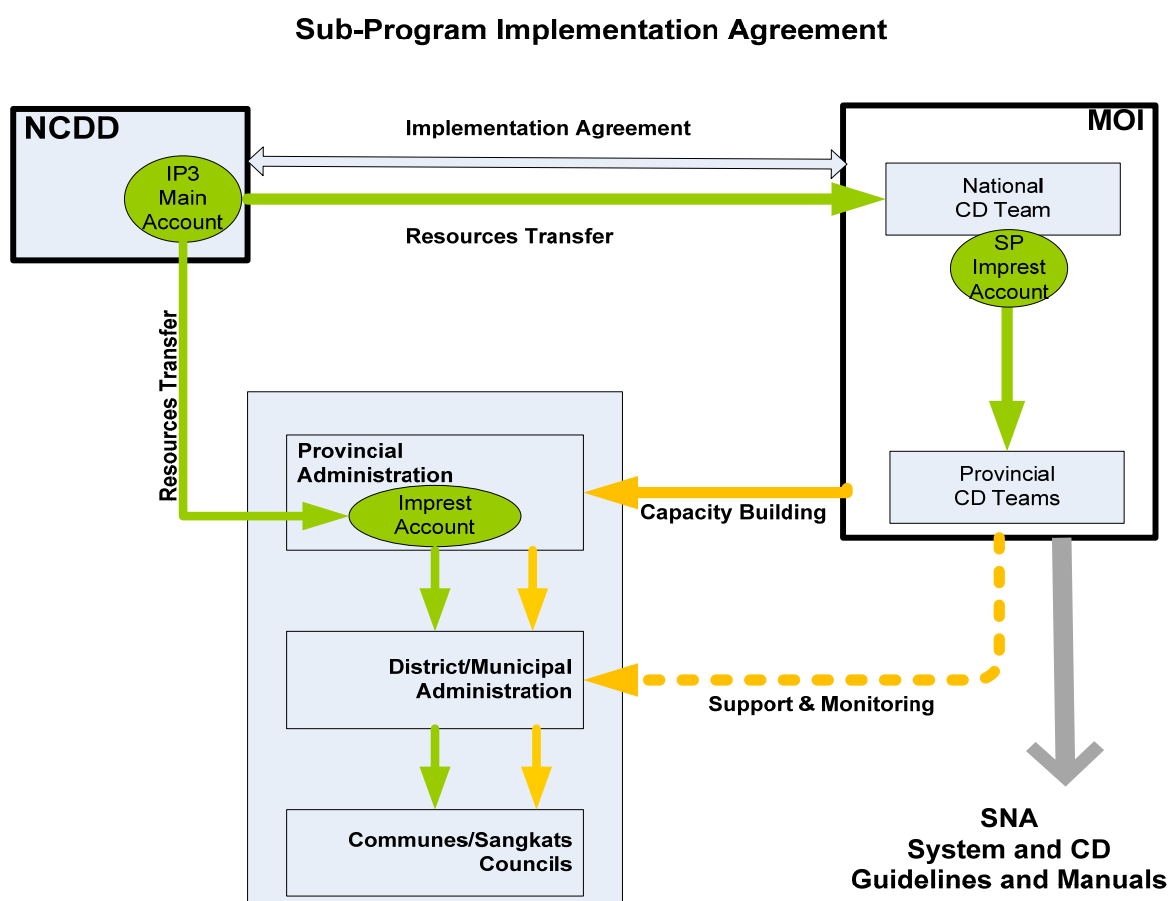 Sub-Program Implementation Agreement
NCDD
IP3
Main
Account
Implementation Agreement
Resources Transfer
MOI
National
CD Team
SP
Imprest
Account
Provincial
CD Teams
Resources Transfer
Provincial
Administration
Imprest
Account
Capacity Building
District/Municipal
Administration
Support & Monitoring
Communes/Sangkats
Councils
SNA
System and CD
Guidelines and Manuals